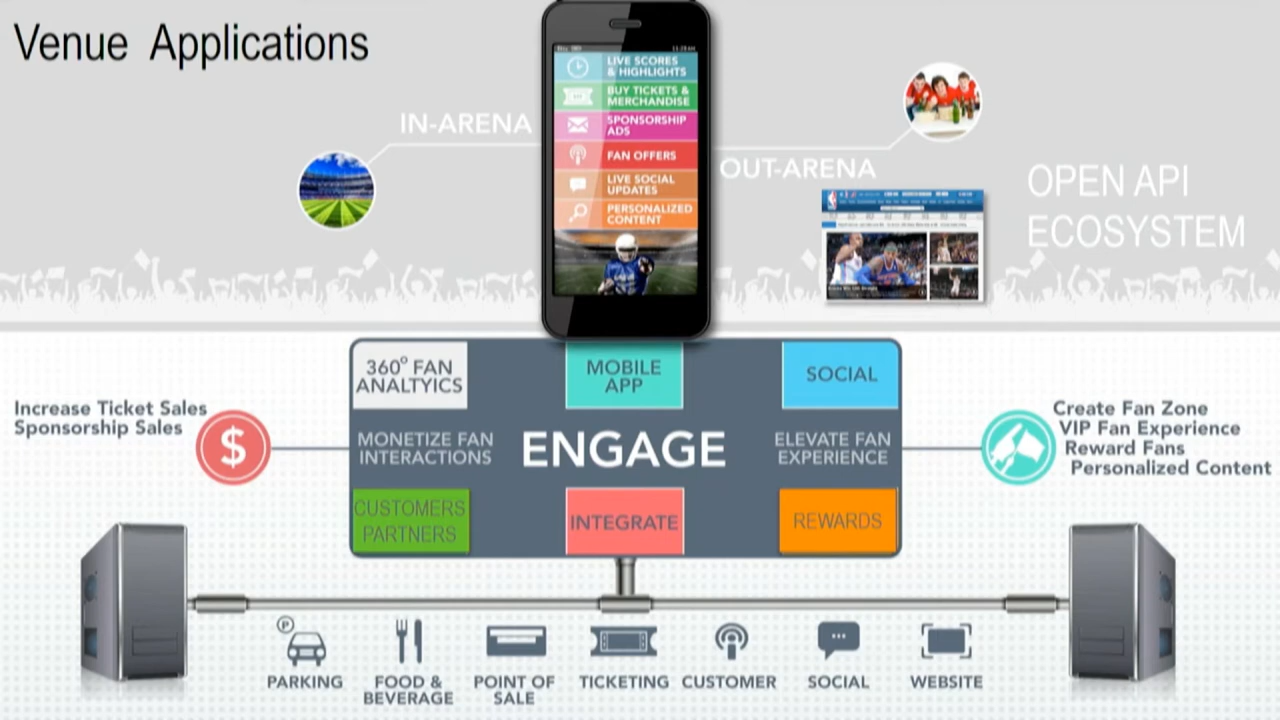 Venue Applications
LIVE SCORES
& HIGHLIGHTS
BUY TICKETS &
MERCHANDISE
SPONSORSHIP
ADS
FAN OFFERS
LIVE SOCIAL
UPDATES
PERSONALIZED
CONTENT
IN-ARENA
OUT-ARENA
OPEN API
ECOSYSTEM
360° FAN
ANALTYICS
MOBILE
APP
SOCIAL
Increase Ticket Sales
Sponsorship Sales
$
MONETIZE FAN
INTERACTIONS
ENGAGE
ELEVATE FAN
EXPERIENCE
Create Fan Zone
VIP Fan Experience
Reward Fans
Personalized Content
CUSTOMERS
PARTNERS
INTEGRATE
REWARDS
P
PARKING
FOOD &
BEVERAGE
POINT OF
SALE
TICKETING
CUSTOMER
SOCIAL
WEBSITE